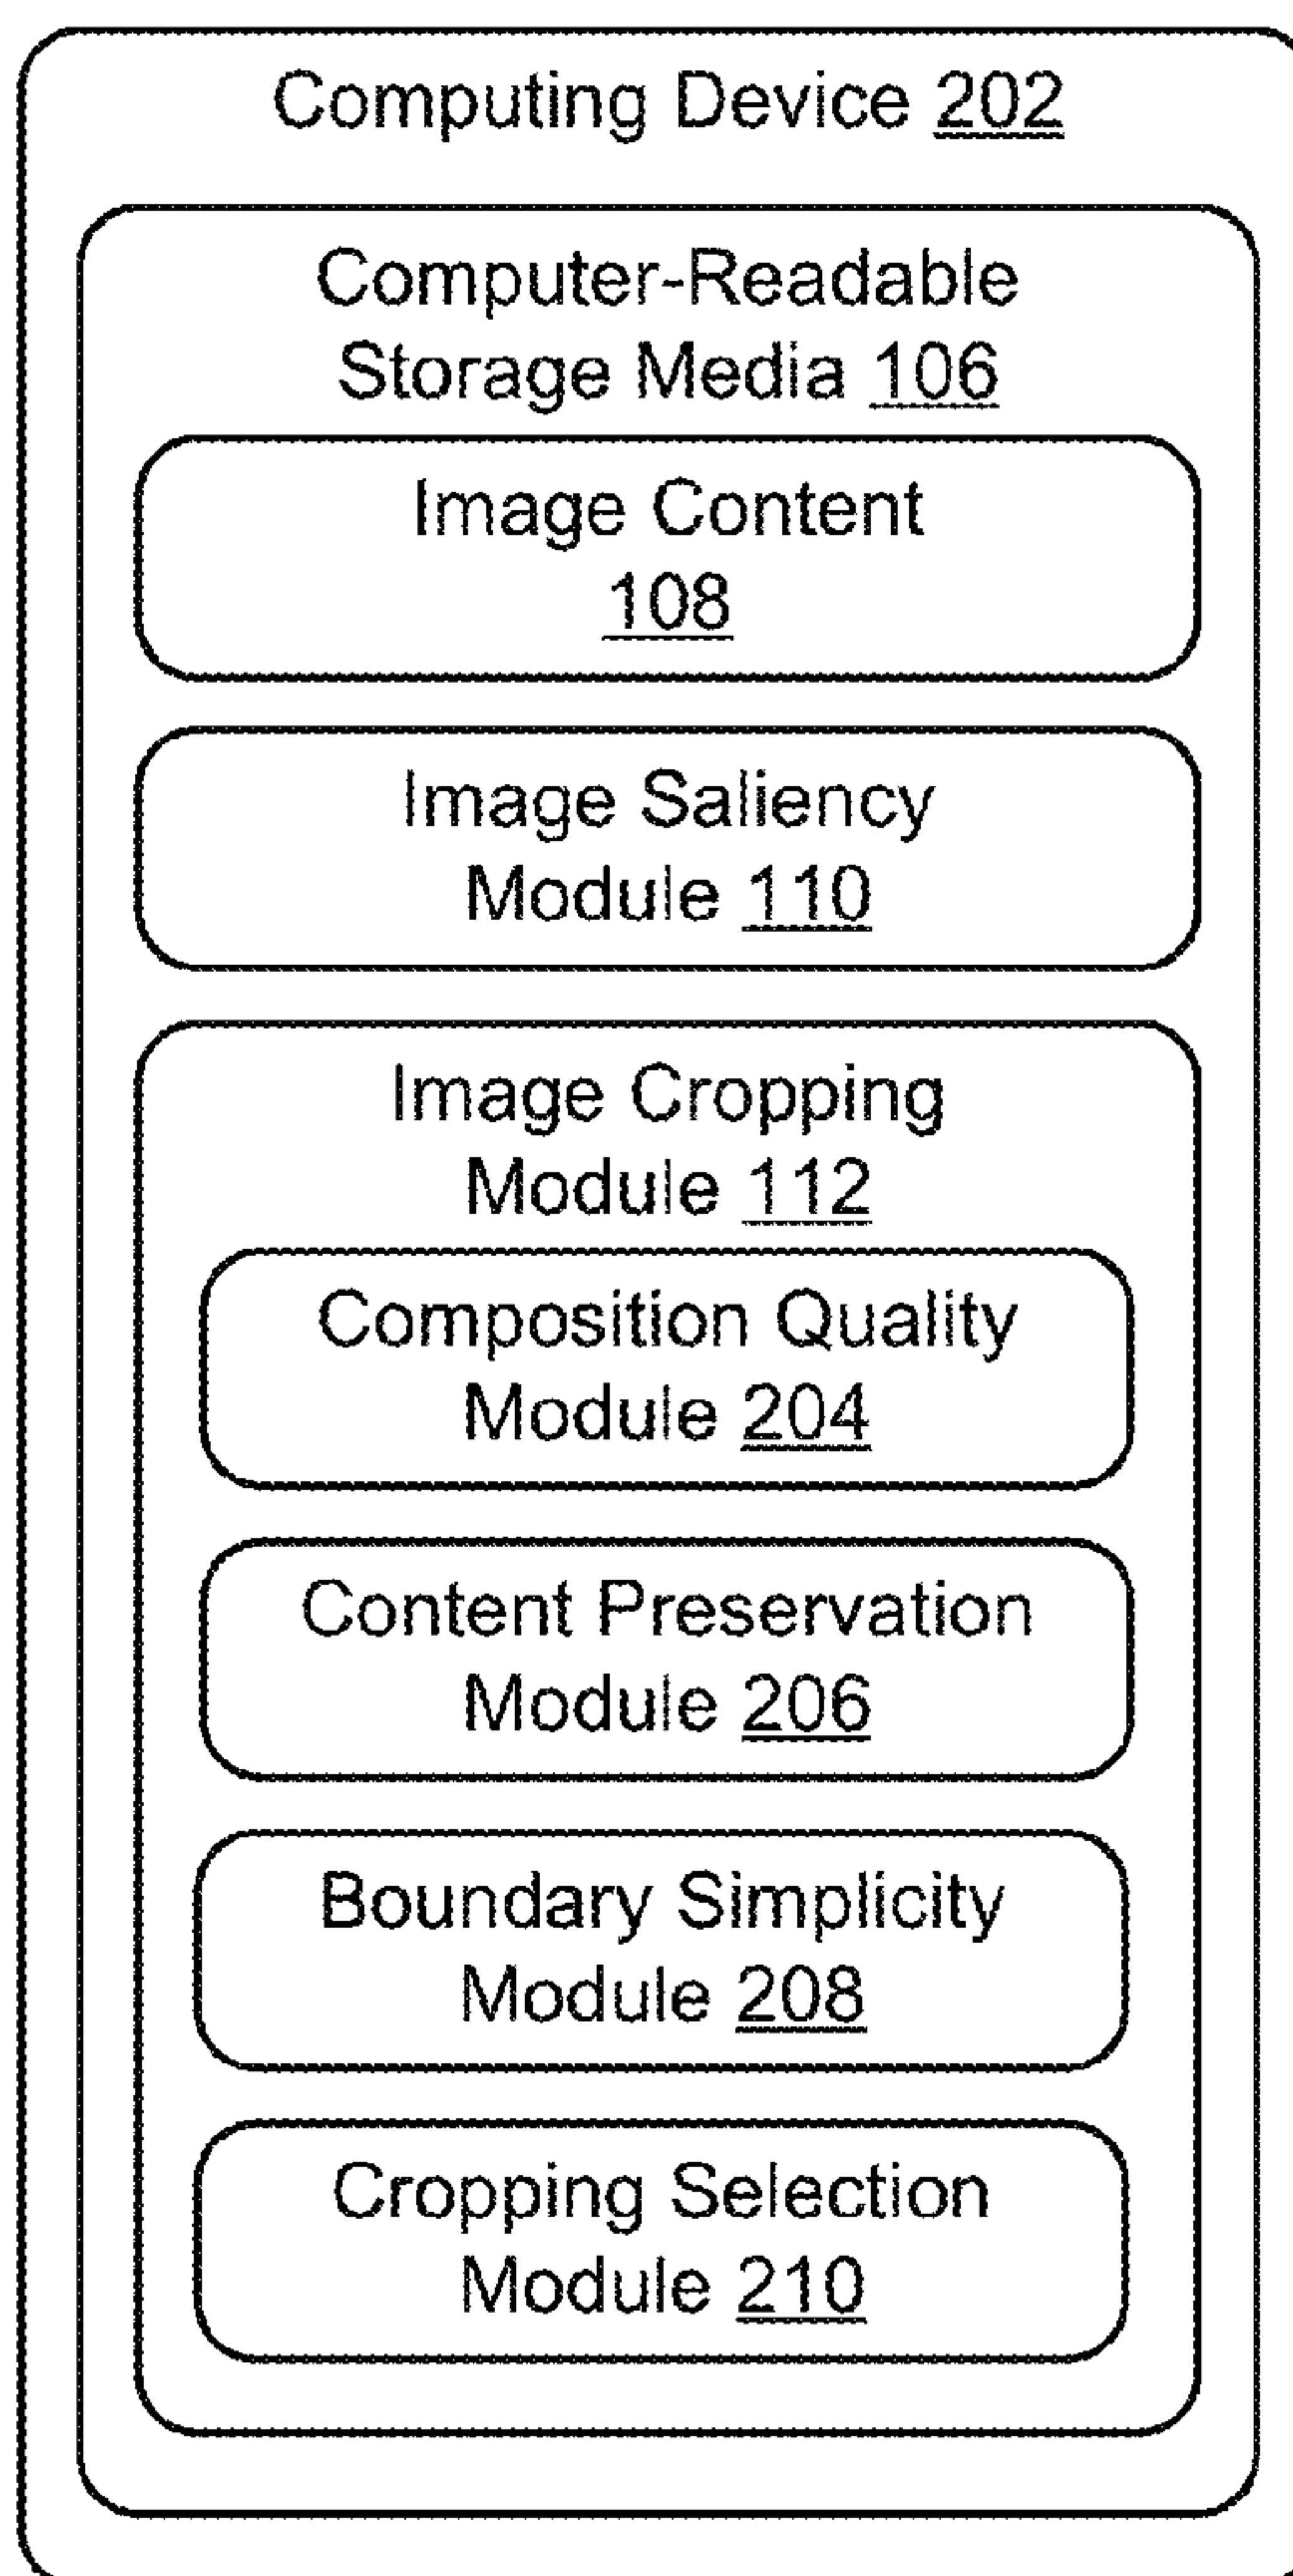 Computing Device 202
Computer-Readable
Storage Media 106
Image Content
108
Image Saliency
Module 110
Image Cropping
Module 112
Composition Quality
Module 204
Content Preservation
Module 206
Boundary Simplicity
Module 208
Cropping Selection
Module 210